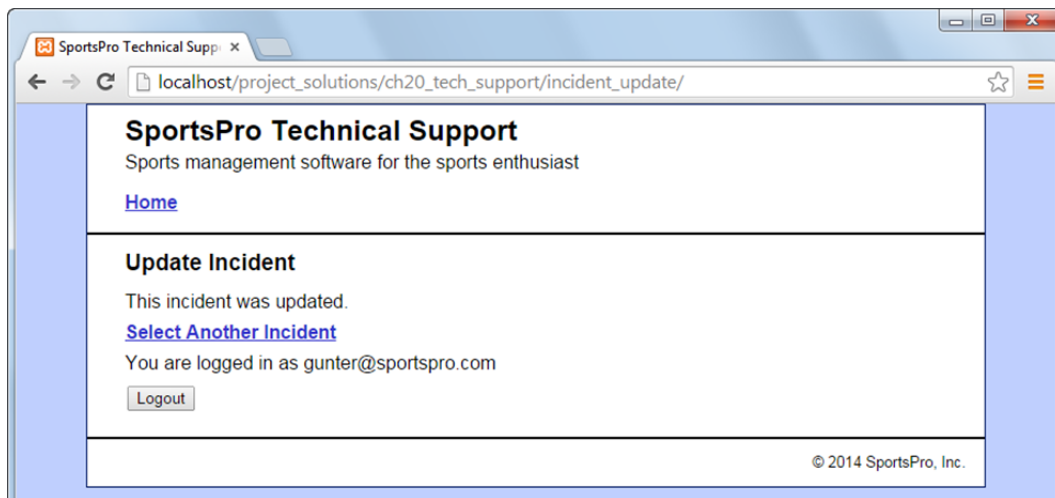 SportsPro Technical Supp
localhost/project_solutions/ch20_tech_support/incident_update/
SportsPro Technical Support
Sports management software for the sports enthusiast
Home
Update Incident
This incident was updated.
Select Another Incident
You are logged in as gunter@sportspro.com
Logout
© 2014 SportsPro, Inc.